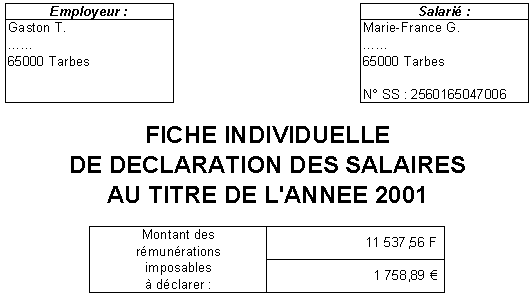 Employeur :
Gaston T.
......
65000 Tarbes
Salarié :
Marie-France G.
......
65000 Tarbes
N° SS : 2560165047006
FICHE INDIVIDUELLE
DE DECLARATION DES SALAIRES
AU TITRE DE L'ANNEE 2001
Montant des
rémunérations
imposables
à déclarer :
11 537,56 F
1 758,89 €